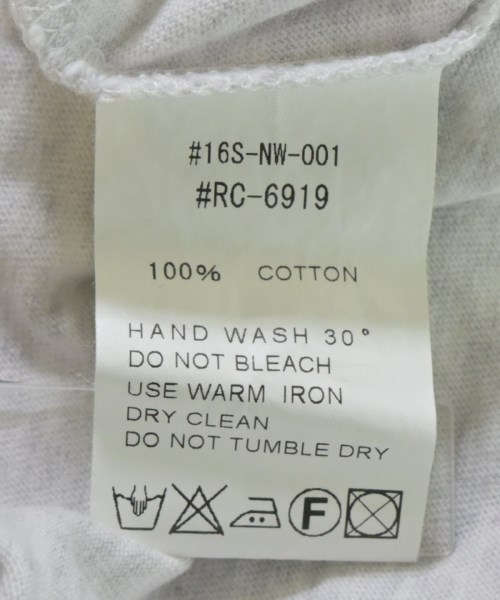 #16S-NW-001
#RC-6919
100% COTTON
HAND WASH 30°
DO NOT BLEACH
USE WARM IRON
DRY CLEAN
DO NOT TUMBLE DRY
F